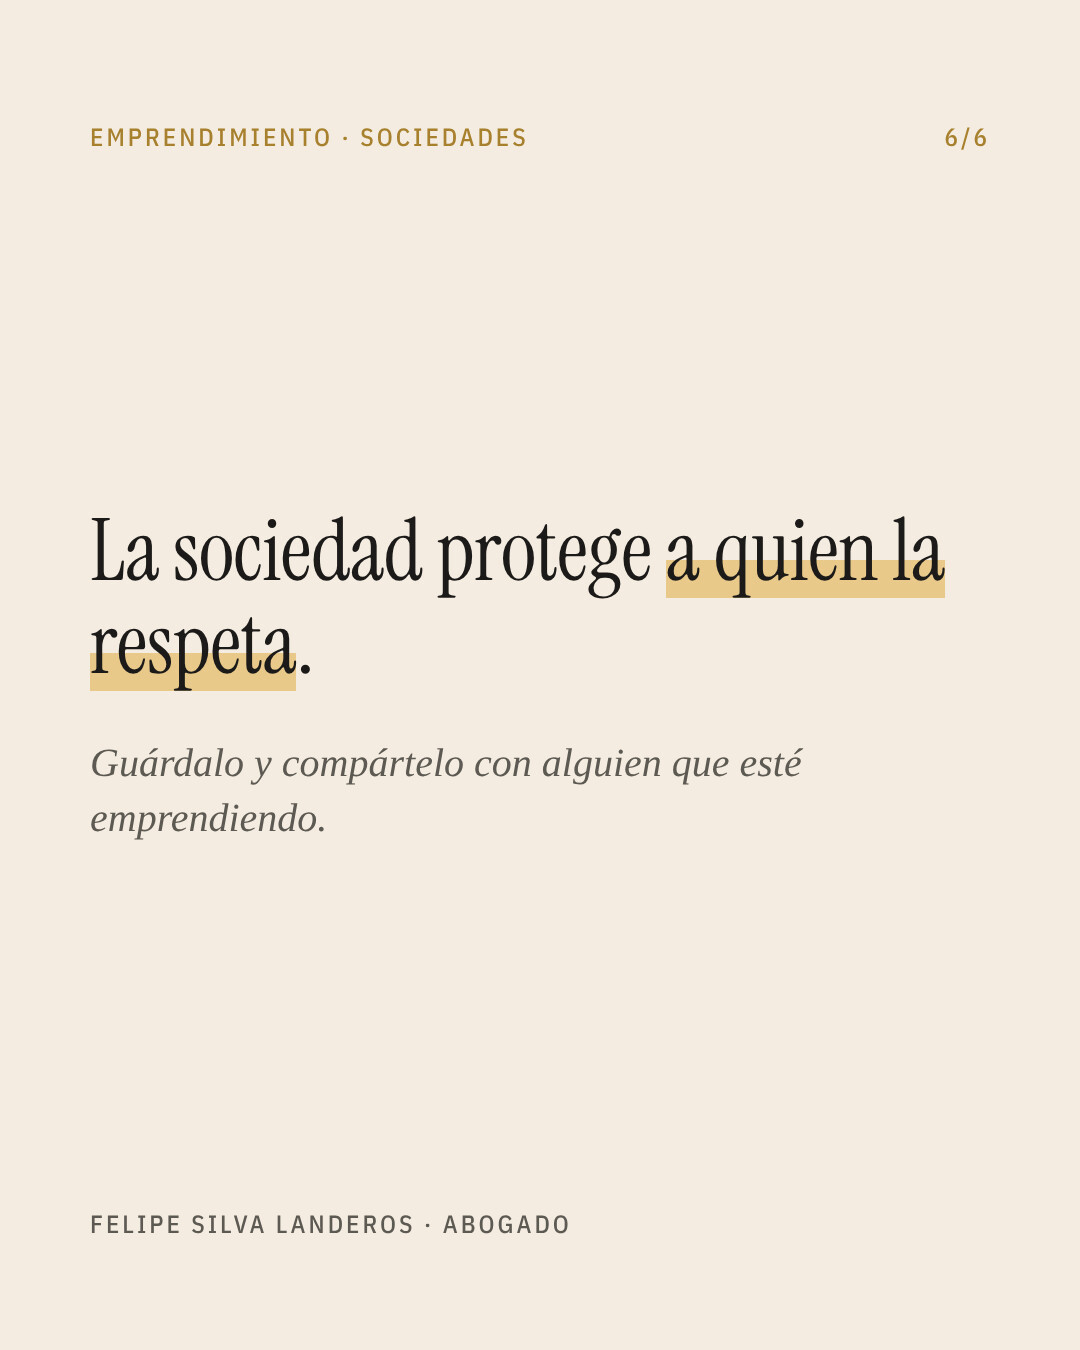 EMPRENDIMIENTO · SOCIEDADES
6/6
La sociedad protege a quien la
respeta.
Guárdalo y compártelo con alguien que esté
emprendiendo.
FELIPE SILVA LANDEROS · ABOGADO